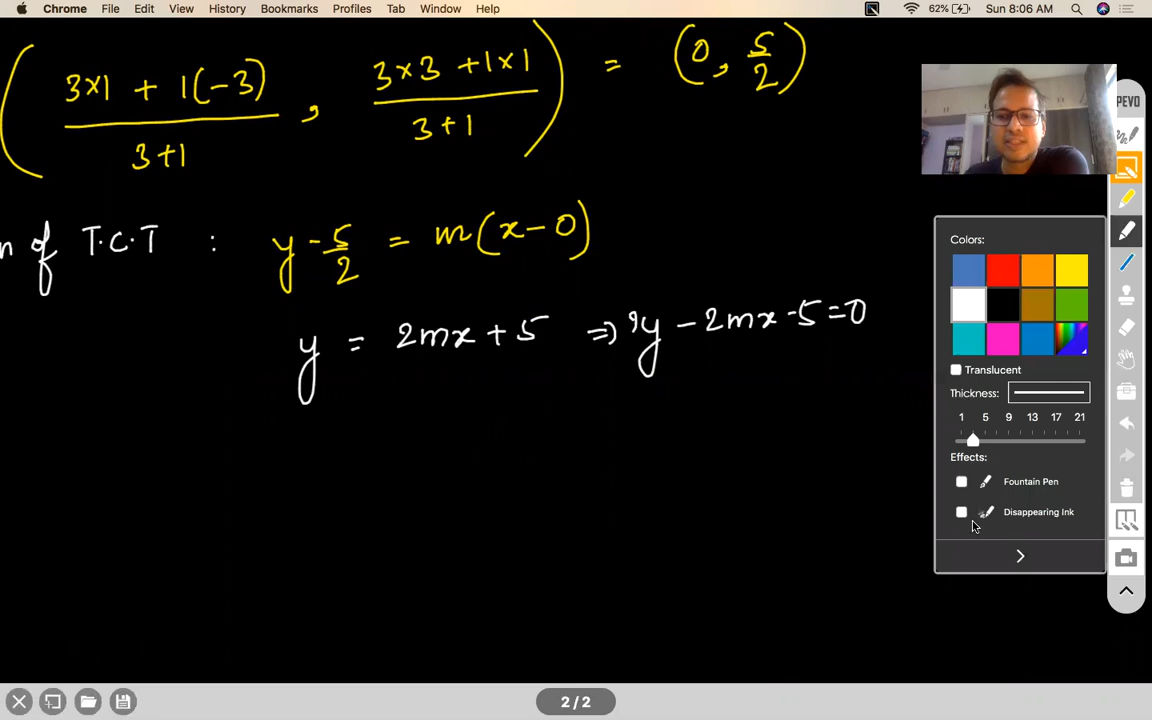 Chrome File Edit View History Bookmarks Profiles Tab Window Help 62% Sun 8:06 AM
( (3×1 + 1(-3))/(3+1) , (3×3 + 1×1)/(3+1) ) = (0, 5/2)
n of T.C.T : y - 5/2 = m(x-0)
y = 2mx + 5 ⇒ y - 2mx - 5 = 0
PEVO
Colors:
Translucent
Thickness:
1 5 9 13 17 21
Effects:
Fountain Pen
Disappearing Ink
2 / 2